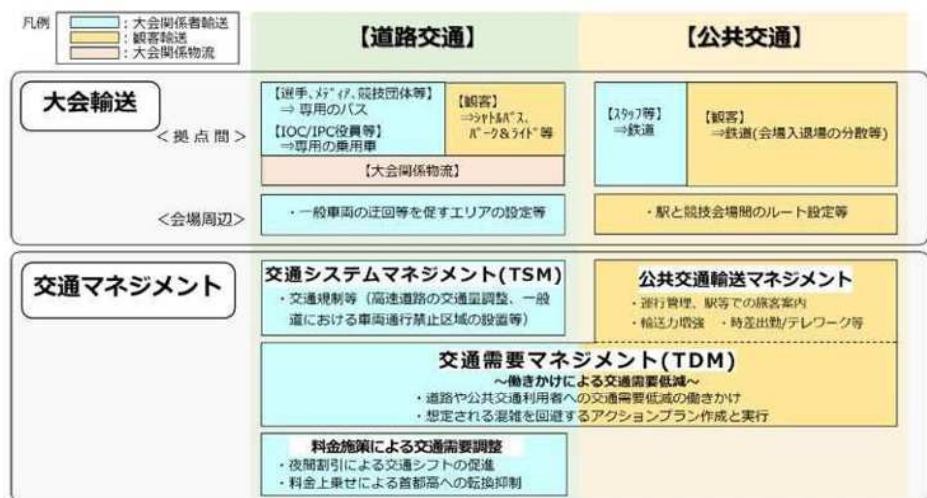 凡例
：大会関係者輸送
：観客輸送
：大会関係物流
【道路交通】
【公共交通】
大会輸送
＜拠点間＞
【選手、ﾒﾃﾞｨｱ、競技団体等】
⇒ 専用のバス
【IOC/IPC役員等】
⇒専用の乗用車
【観客】
⇒ｼｬﾄﾙﾊﾞｽ、
ﾊﾟｰｸ＆ﾗｲﾄﾞ等
【大会関係物流】
【ｽﾀｯﾌ等】
⇒鉄道
【観客】
⇒鉄道(会場入退場の分散等)
＜会場周辺＞
・一般車両の迂回等を促すエリアの設定等
・駅と競技会場間のルート設定等
交通マネジメント
交通システムマネジメント(TSM)
・交通規制等（高速道路の交通量調整、一般
道における車両通行禁止区域の設置等）
公共交通輸送マネジメント
・運行管理、駅等での旅客案内
・輸送力増強 ・時差出勤/テレワーク等
交通需要マネジメント(TDM)
～働きかけによる交通需要低減～
・道路や公共交通利用者への交通需要低減の働きかけ
・想定される混雑を回避するアクションプラン作成と実行
料金施策による交通需要調整
・夜間割引による交通シフトの促進
・料金上乗せによる首都高への転換抑制